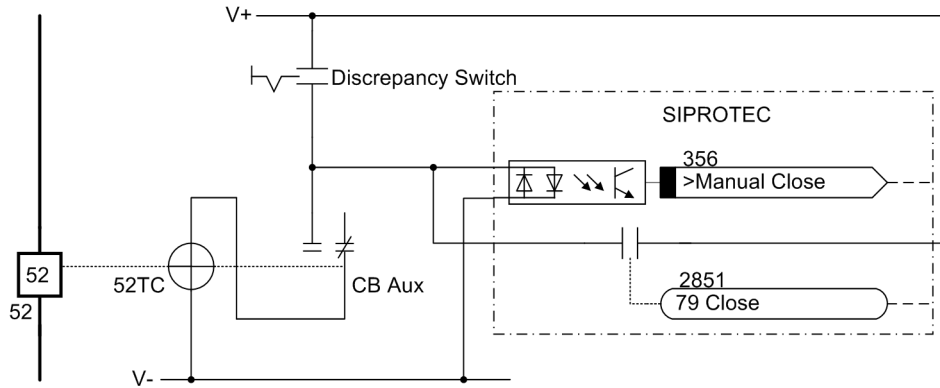 V+
Discrepancy Switch
SIPROTEC
356
>Manual Close
52
52TC
CB Aux
2851
52
79 Close
V-